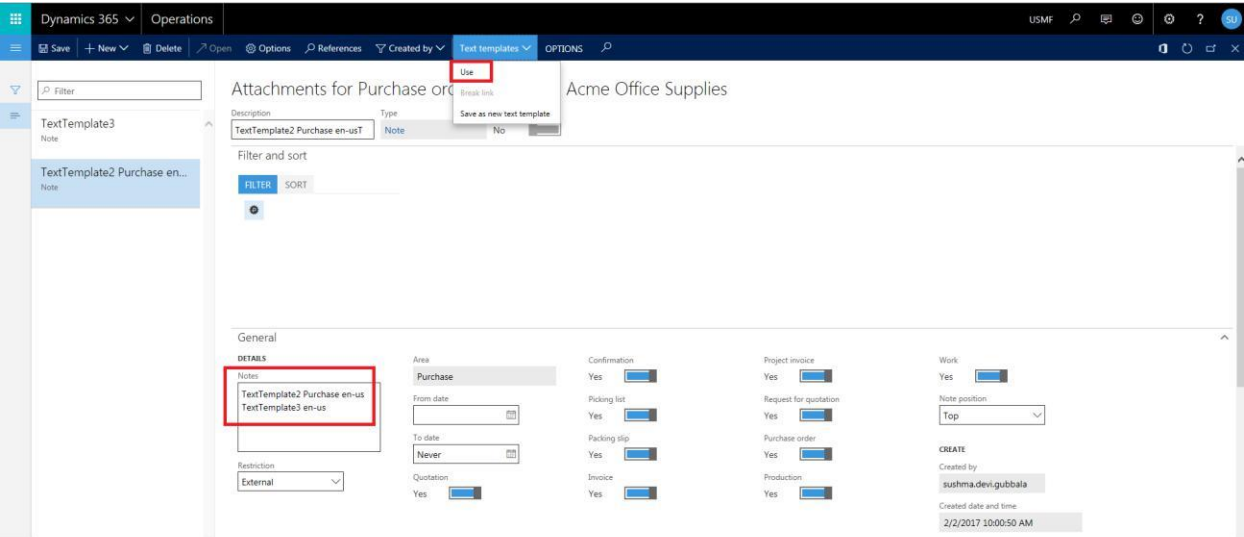 Dynamics 365 Operations USMF ? SU
Save + New Delete Open Options References Created by Text templates OPTIONS
Use
Break link
Save as new text template
Filter
TextTemplate3
Note
TextTemplate2 Purchase en...
Note
Attachments for Purchase ord Acme Office Supplies
Description Type
TextTemplate2 Purchase en-usT Note No
Filter and sort
FILTER SORT
General
DETAILS
Notes
TextTemplate2 Purchase en-us
TextTemplate3 en-us
Restriction
External
Area
Purchase
From date
To date
Never
Quotation
Yes
Confirmation
Yes
Picking list
Yes
Packing slip
Yes
Invoice
Yes
Project invoice
Yes
Request for quotation
Yes
Purchase order
Yes
Production
Yes
Work
Yes
Note position
Top
CREATE
Created by
sushma.devi.gubbala
Created date and time
2/2/2017 10:00:50 AM